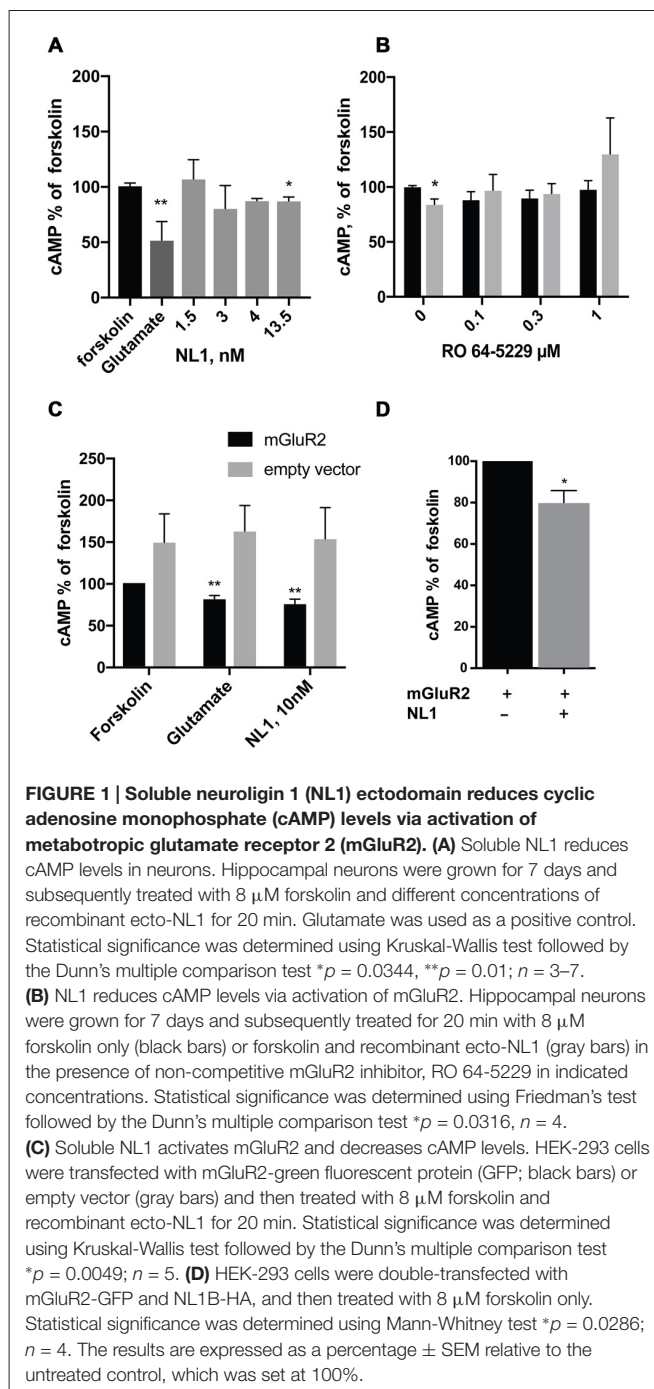 A
200
150
100
50
0
cAMP % of forskolin
**
*
forskolin
Glutamate
1.5
3
4
13.5
NL1, nM
B
200
150
100
50
0
cAMP, % of forskolin
*
0
0.1
0.3
1
RO 64-5229 µM
C
mGluR2
empty vector
250
200
150
100
50
0
cAMP % of forskolin
**
**
Forskolin
Glutamate
NL1, 10nM
D
100
80
60
40
20
0
cAMP % of foskolin
*
mGluR2 + +
NL1 – +
FIGURE 1 | Soluble neuroligin 1 (NL1) ectodomain reduces cyclic
adenosine monophosphate (cAMP) levels via activation of
metabotropic glutamate receptor 2 (mGluR2). (A) Soluble NL1 reduces
cAMP levels in neurons. Hippocampal neurons were grown for 7 days and
subsequently treated with 8 µM forskolin and different concentrations of
recombinant ecto-NL1 for 20 min. Glutamate was used as a positive control.
Statistical significance was determined using Kruskal-Wallis test followed by
the Dunn's multiple comparison test *p = 0.0344, **p = 0.01; n = 3–7.
(B) NL1 reduces cAMP levels via activation of mGluR2. Hippocampal neurons
were grown for 7 days and subsequently treated for 20 min with 8 µM
forskolin only (black bars) or forskolin and recombinant ecto-NL1 (gray bars) in
the presence of non-competitive mGluR2 inhibitor, RO 64-5229 in indicated
concentrations. Statistical significance was determined using Friedman's test
followed by the Dunn's multiple comparison test *p = 0.0316, n = 4.
(C) Soluble NL1 activates mGluR2 and decreases cAMP levels. HEK-293 cells
were transfected with mGluR2-green fluorescent protein (GFP; black bars) or
empty vector (gray bars) and then treated with 8 µM forskolin and
recombinant ecto-NL1 for 20 min. Statistical significance was determined
using Kruskal-Wallis test followed by the Dunn's multiple comparison test
*p = 0.0049; n = 5. (D) HEK-293 cells were double-transfected with
mGluR2-GFP and NL1B-HA, and then treated with 8 µM forskolin only.
Statistical significance was determined using Mann-Whitney test *p = 0.0286;
n = 4. The results are expressed as a percentage ± SEM relative to the
untreated control, which was set at 100%.